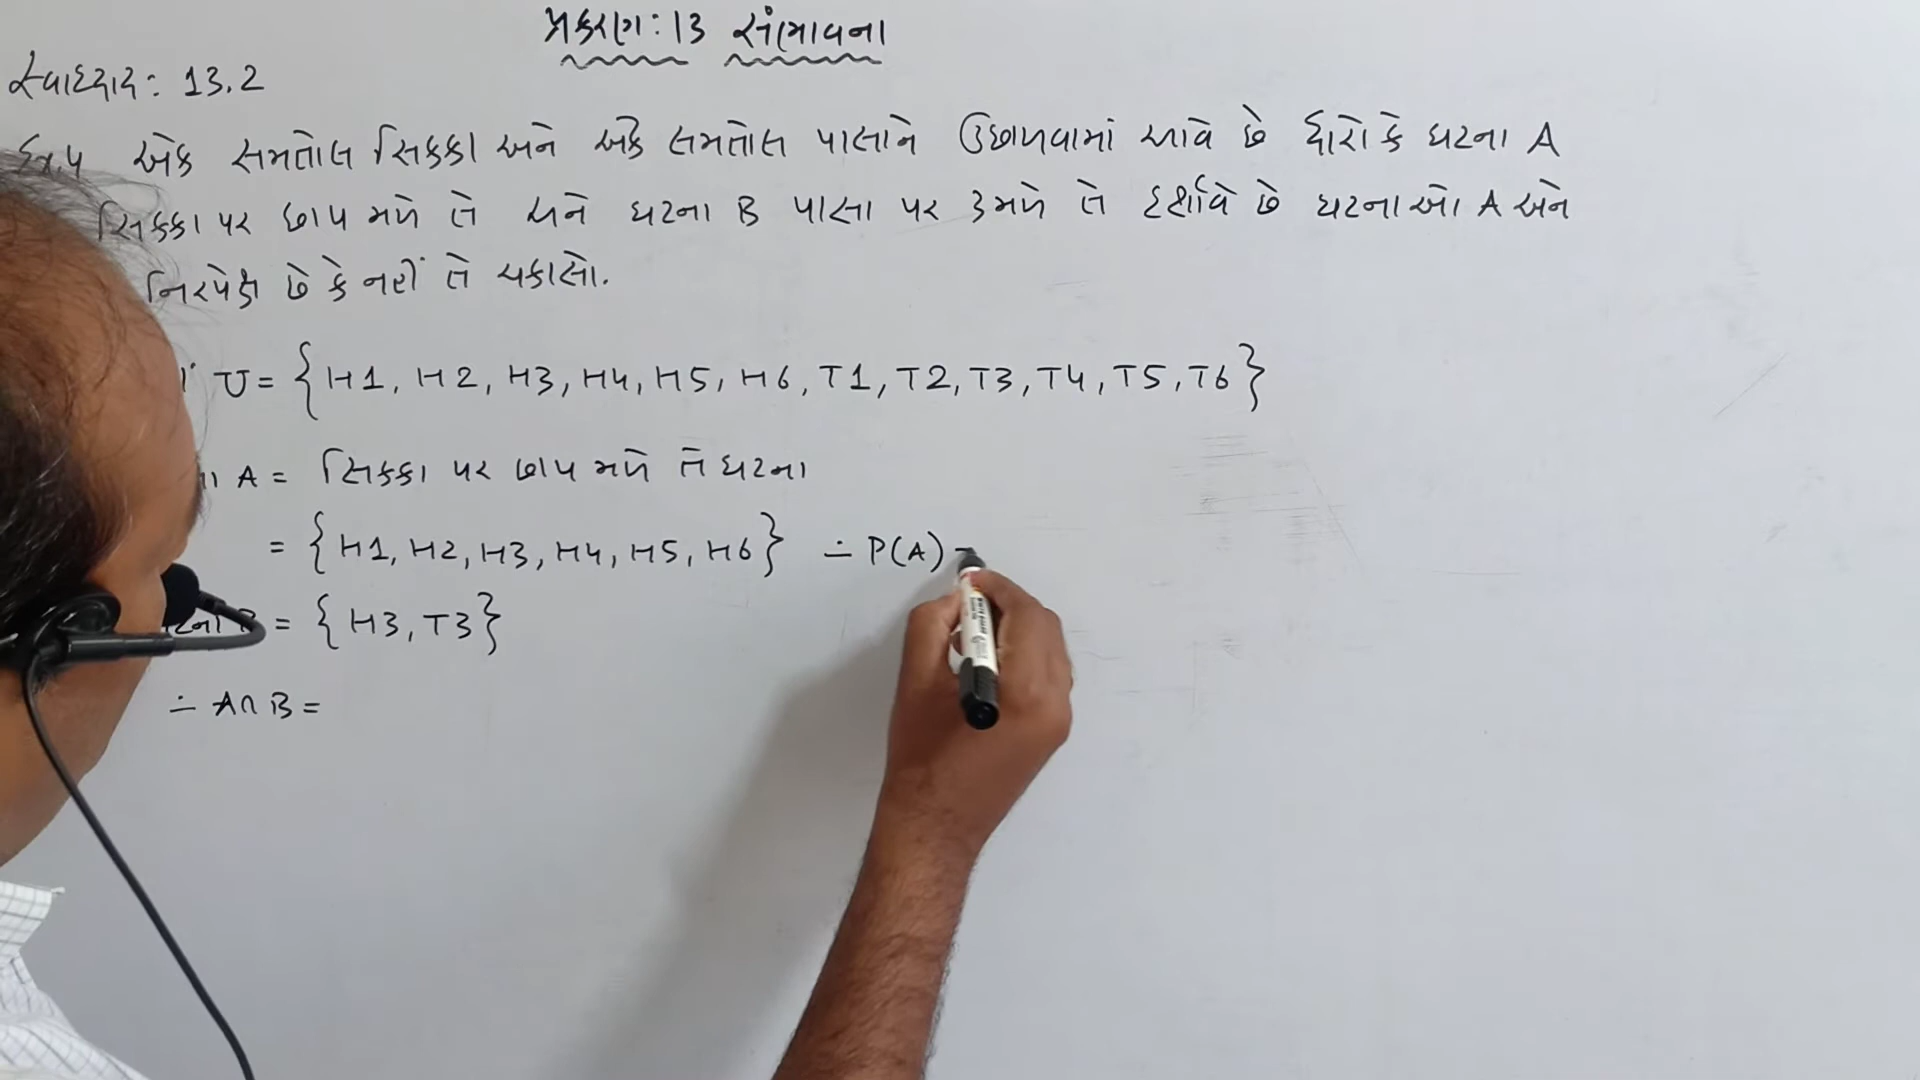 પ્રકરણ: 13 સંભાવના
સ્વાધ્યાય: 13.2
એક સમતોલ સિક્કા અને એક સમતોલ પાસાને ઉછાળવામાં આવે છે ધારો કે ઘટના A
સિક્કા પર છાપ મળે તે અને ઘટના B પાસા પર 3 મળે તે દર્શાવે છે ઘટનાઓ A અને
નિરપેક્ષ છે કે નહીં તે ચકાસો.
U = {H1, H2, H3, H4, H5, H6, T1, T2, T3, T4, T5, T6}
A = સિક્કા પર છાપ મળે તે ઘટના
= {H1, H2, H3, H4, H5, H6} ∴ P(A) =
B = {H3, T3}
∴ A∩B =